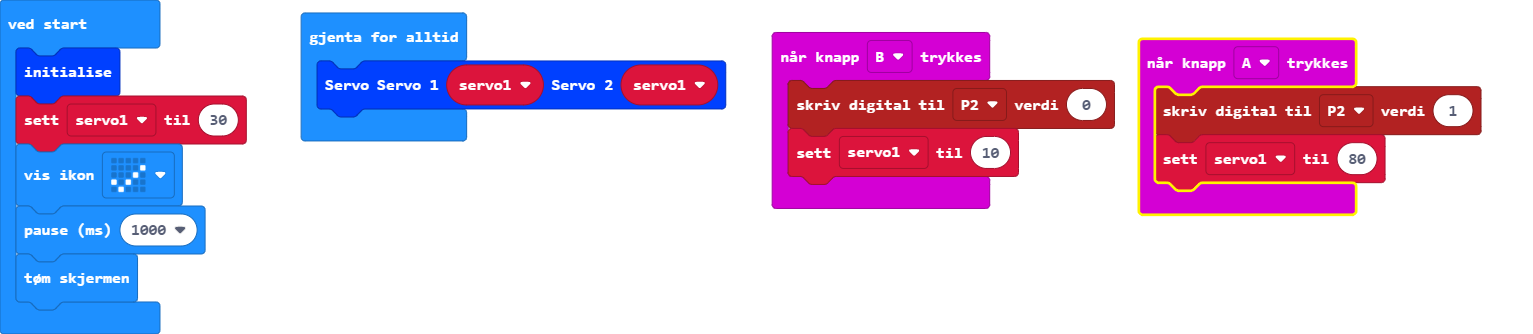 ved start
initialise
sett servo1 til 30
vis ikon
pause (ms) 1000
tøm skjermen
gjenta for alltid
Servo Servo 1 servo1 Servo 2 servo1
når knapp B trykkes
skriv digital til P2 verdi 0
sett servo1 til 10
når knapp A trykkes
skriv digital til P2 verdi 1
sett servo1 til 80